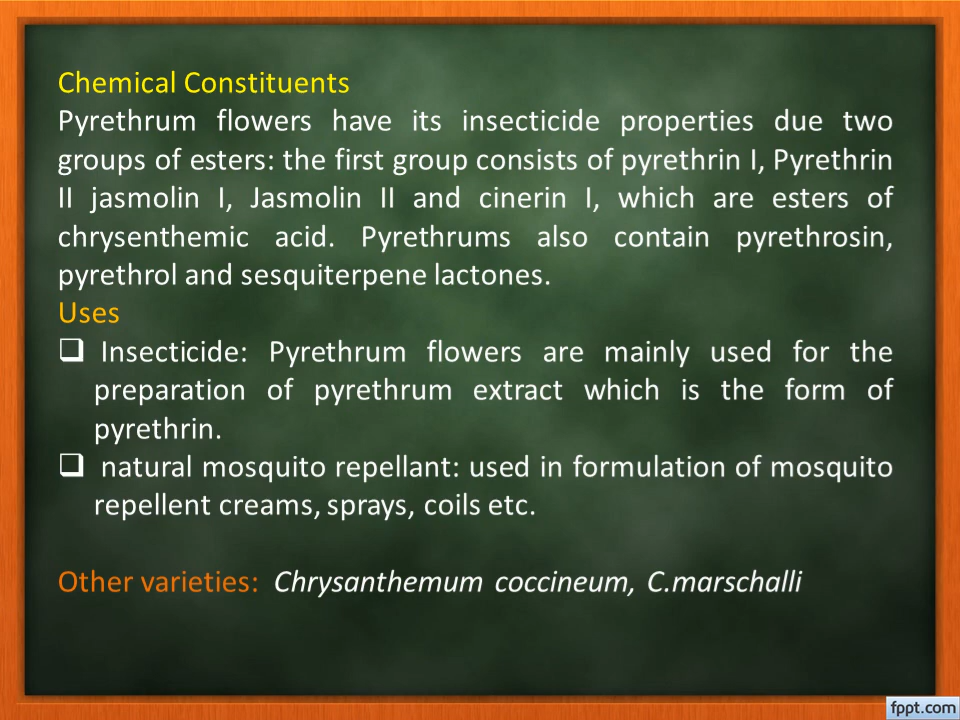 Chemical Constituents
Pyrethrum flowers have its insecticide properties due two
groups of esters: the first group consists of pyrethrin I, Pyrethrin
II jasmolin I, Jasmolin II and cinerin I, which are esters of
chrysenthemic acid. Pyrethrums also contain pyrethrosin,
pyrethrol and sesquiterpene lactones.
Uses
❑ Insecticide: Pyrethrum flowers are mainly used for the
preparation of pyrethrum extract which is the form of
pyrethrin.
❑ natural mosquito repellant: used in formulation of mosquito
repellent creams, sprays, coils etc.
Other varieties: Chrysanthemum coccineum, C.marschalli
fppt.com